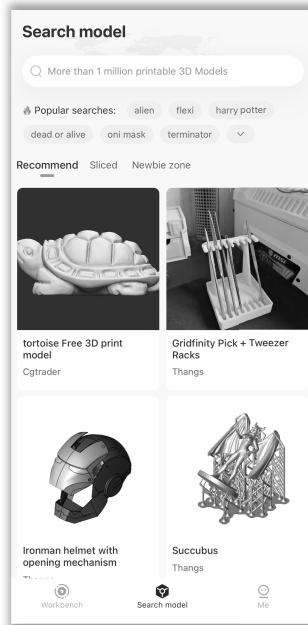 Search model
More than 1 million printable 3D Models
Popular searches: alien flexi harry potter
dead or alive oni mask terminator
Recommend Sliced Newbie zone
tortoise Free 3D print
model
Cgtrader
Gridfinity Pick + Tweezer
Racks
Thangs
Ironman helmet with
opening mechanism
Thangs
Succubus
Thangs
Workbench Search model Me